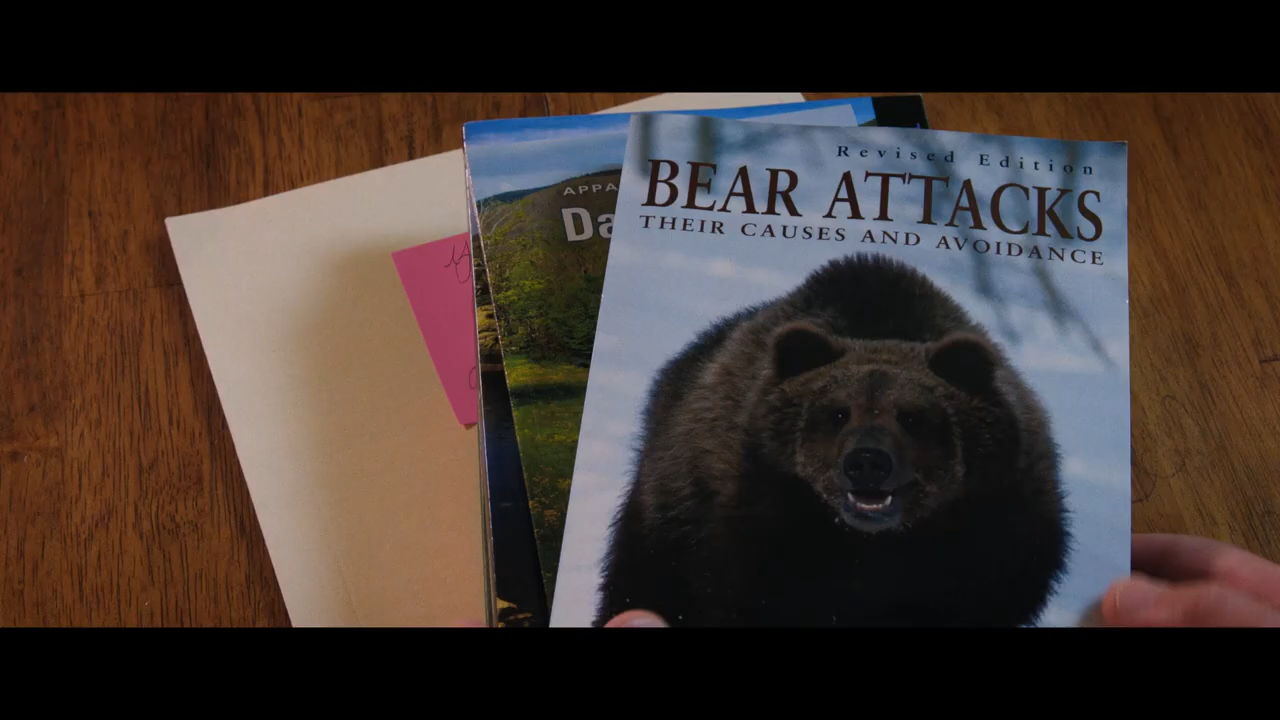 Revised Edition
BEAR ATTACKS
THEIR CAUSES AND AVOIDANCE
APPA
Da